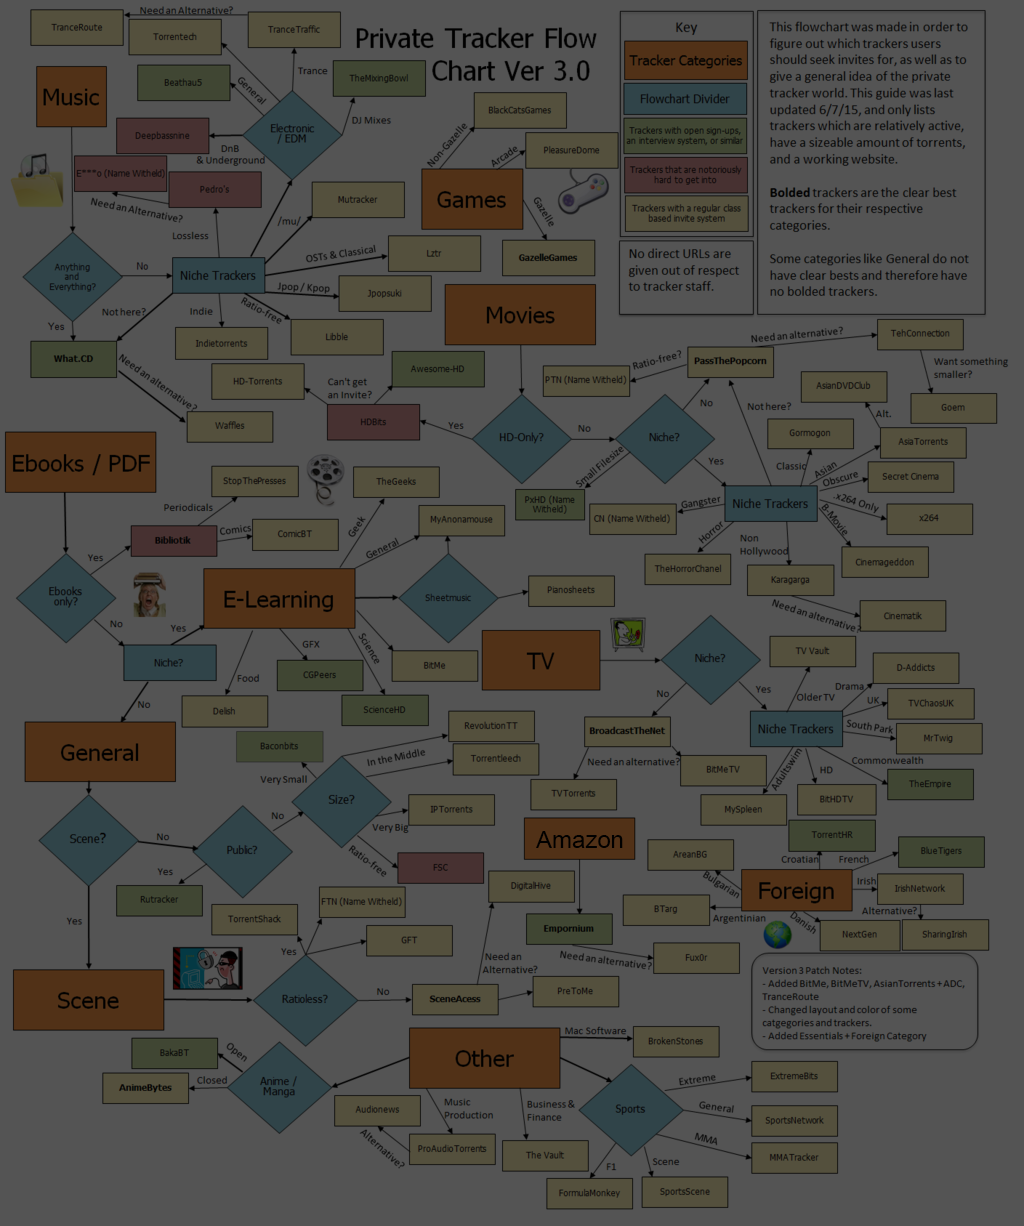 Private Tracker Flow
Chart Ver 3.0
Key
Tracker Categories
Flowchart Divider
Trackers with open sign-ups,
an interview system, or similar
Trackers that are notoriously
hard to get into
Trackers with a regular class
based invite system
No direct URLs are
given out of respect
to tracker staff.
This flowchart was made in order to
figure out which trackers users
should seek invites for, as well as to
give a general idea of the private
tracker world. This guide was last
updated 6/7/15, and only lists
trackers which are relatively active,
have a sizeable amount of torrents,
and a working website.
Bolded trackers are the clear best
trackers for their respective
categories.
Some categories like General do not
have clear bests and therefore have
no bolded trackers.
Music
TranceRoute
Need an Alternative?
TranceTraffic
Torrentech
Trance
Beathau5
General
TheMixingBowl
DJ Mixes
Electronic
/ EDM
Deepbassnine
DnB
& Underground
E***o (Name Witheld)
Pedro's
Need an Alternative?
Lossless
/mu/
Mutracker
OSTs & Classical
Lztr
Jpop / Kpop
Jpopsuki
Ratio-free
Libble
Indie
Indietorrents
Anything
and
Everything?
No
Niche Trackers
Yes
Not here?
What.CD
Need an alternative?
Waffles
Games
Non-Gazelle
BlackCatsGames
Arcade
PleasureDome
Gazelle
GazelleGames
Movies
HD-Only?
Yes
HDBits
Can't get
an Invite?
HD-Torrents
Awesome-HD
No
Niche?
Small Filesize
PxHD (Name
Witheld)
No
PassThePopcorn
Ratio-free?
PTN (Name Witheld)
Need an alternative?
TehConnection
Want something
smaller?
Goem
Yes
Not here?
Niche Trackers
Classic
Gormogon
Asian
AsiaTorrents
Alt.
AsianDVDClub
Obscure
Secret Cinema
.x264 Only
x264
B-Movie
Cinemageddon
Non
Hollywood
Karagarga
Need an alternative?
Cinematik
Horror
TheHorrorChanel
Gangster
CN (Name Witheld)
Ebooks / PDF
Ebooks
only?
Yes
Bibliotik
Periodicals
StopThePresses
Comics
ComicBT
No
Niche?
Yes
No
E-Learning
Geek
TheGeeks
General
MyAnonamouse
Sheetmusic
Pianosheets
Science
BitMe
ScienceHD
GFX
CGPeers
Food
Delish
TV
Niche?
No
BroadcastTheNet
Need an alternative?
TVTorrents
BitMeTV
Yes
Niche Trackers
OlderTV
TV Vault
Drama
D-Addicts
UK
TVChaosUK
South Park
MrTwig
Commonwealth
TheEmpire
HD
BitHDTV
Adultswim
MySpleen
General
Scene?
No
Public?
Yes
Rutracker
No
Size?
Very Small
Baconbits
In the Middle
RevolutionTT
Torrentleech
Very Big
IPTorrents
Ratio-free
FSC
Yes
Amazon
Empornium
Need an alternative?
Fux0r
Foreign
Croatian
TorrentHR
French
BlueTigers
Irish
IrishNetwork
Alternative?
SharingIrish
Danish
NextGen
Argentinian
BTarg
Bulgarian
AreanBG
Scene
Ratioless?
Yes
TorrentShack
FTN (Name Witheld)
GFT
No
SceneAcess
Need an
Alternative?
DigitalHive
PreToMe
Version 3 Patch Notes:
- Added BitMe, BitMeTV, AsianTorrents + ADC,
TranceRoute
- Changed layout and color of some
catgegories and trackers.
- Added Essentials + Foreign Category
Other
Mac Software
BrokenStones
Anime /
Manga
Open
BakaBT
Closed
AnimeBytes
Music
Production
ProAudioTorrents
Alternative?
Audionews
Business &
Finance
The Vault
Sports
Extreme
ExtremeBits
General
SportsNetwork
MMA
MMATracker
Scene
SportsScene
F1
FormulaMonkey